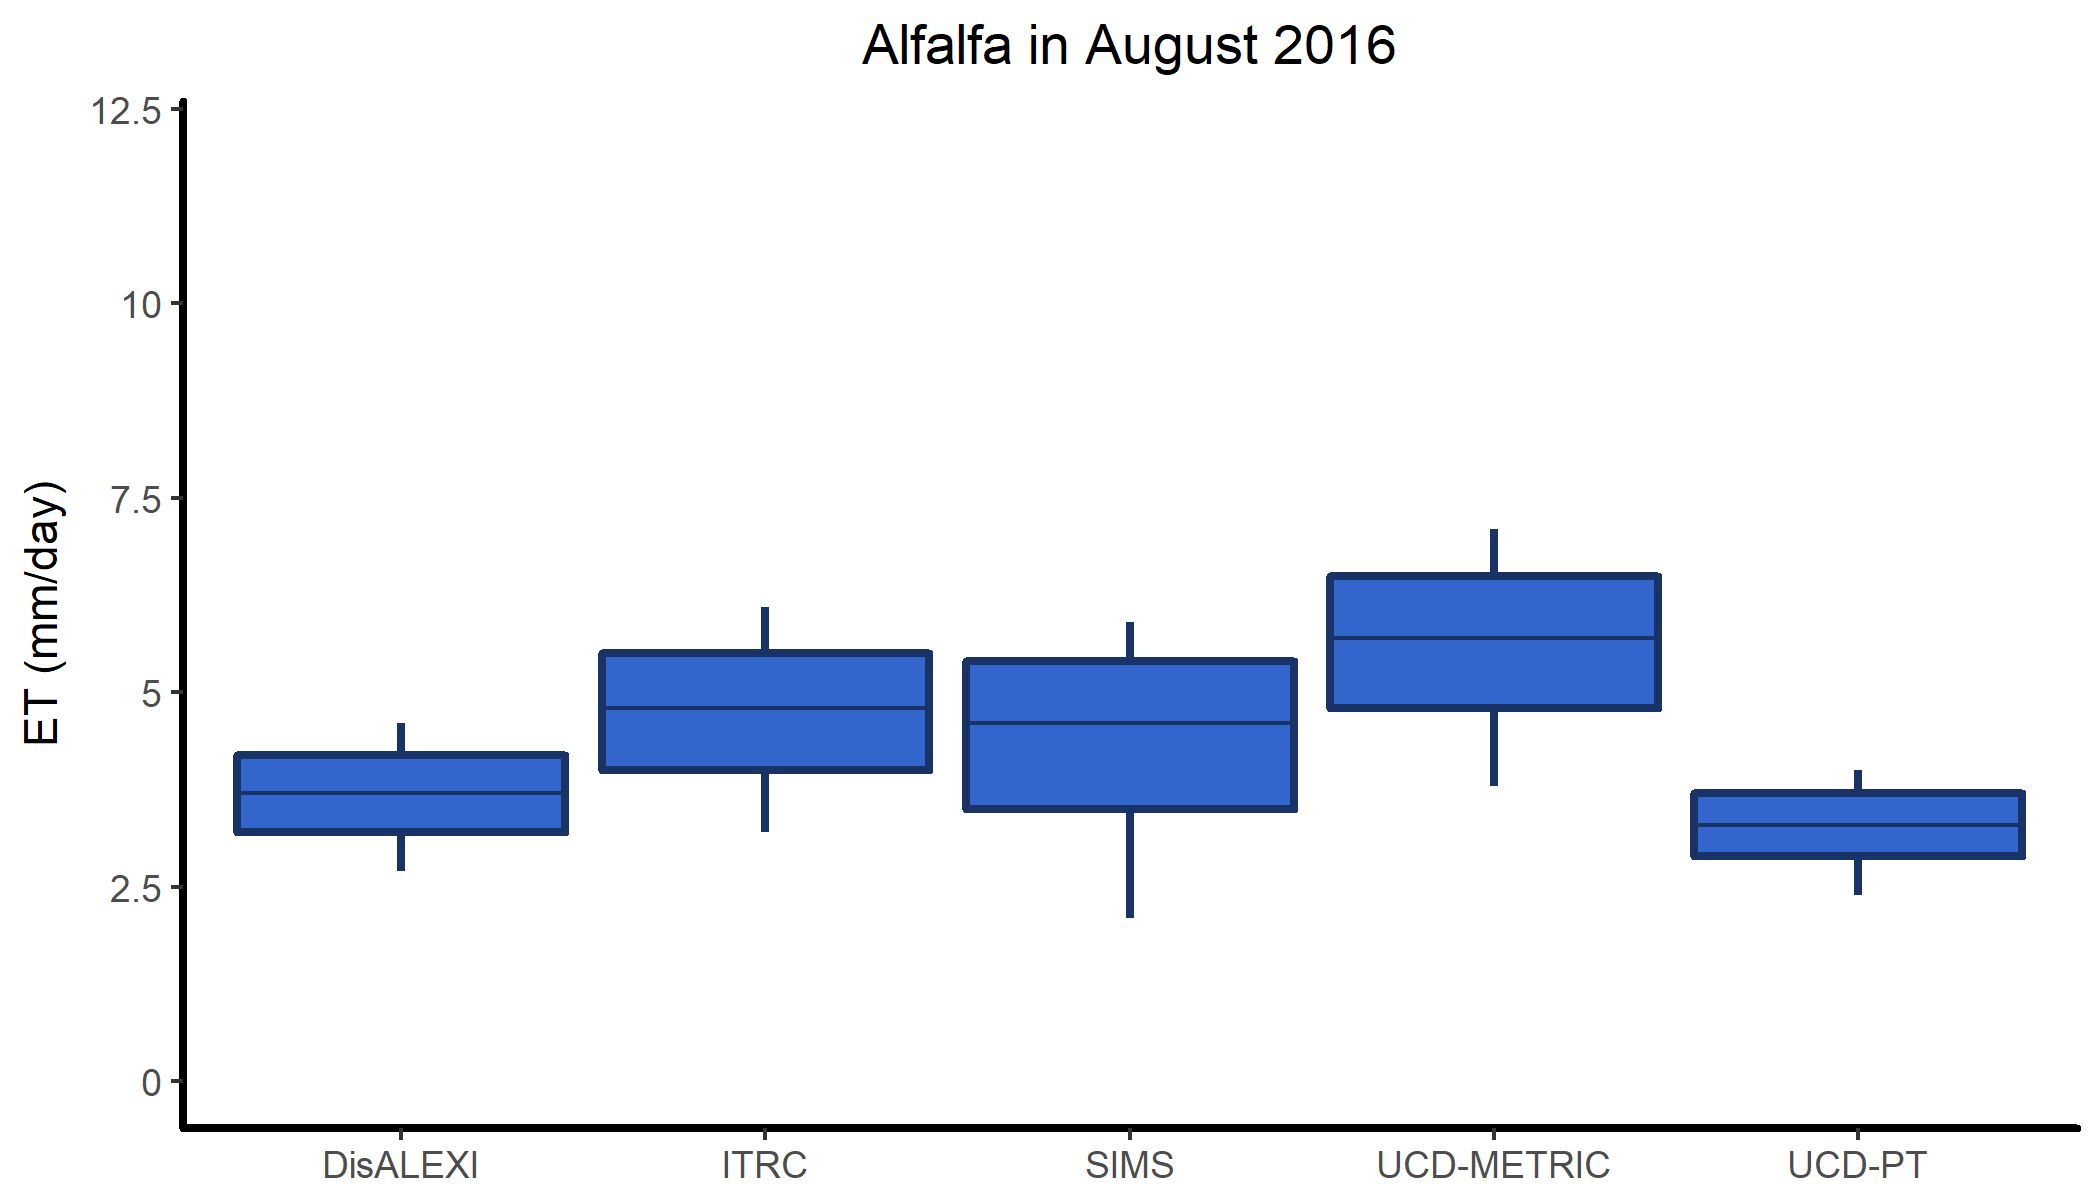 Alfalfa in August 2016
12.5
10
7.5
5
2.5
0
ET (mm/day)
DisALEXI
ITRC
SIMS
UCD-METRIC
UCD-PT